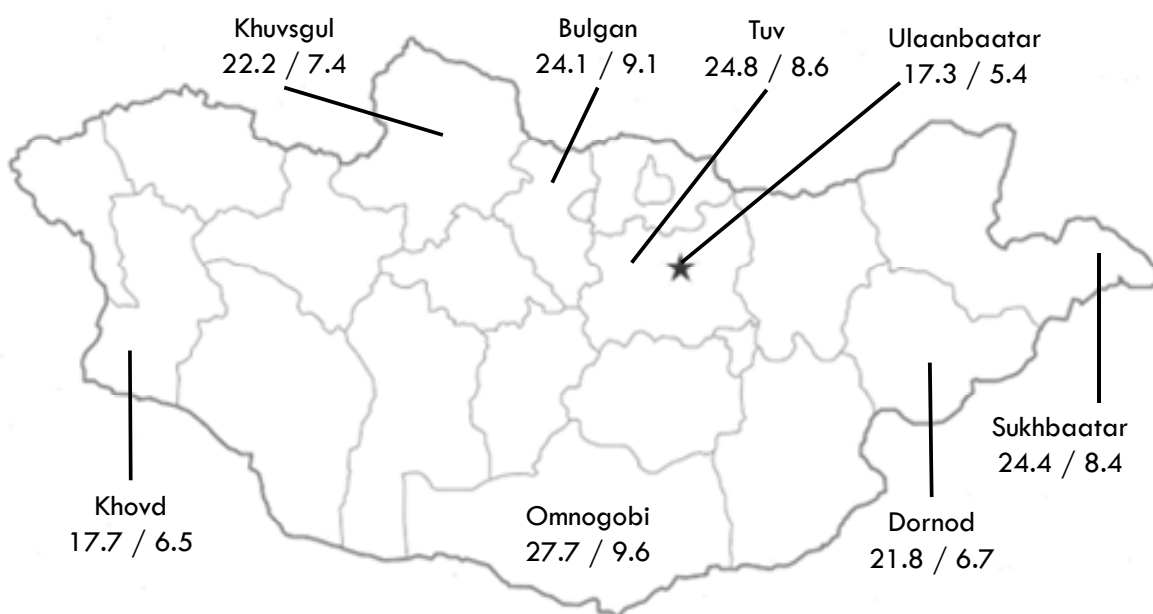 Khuvsgul
22.2 / 7.4
Bulgan
24.1 / 9.1
Tuv
24.8 / 8.6
Ulaanbaatar
17.3 / 5.4
Khovd
17.7 / 6.5
Omnogobi
27.7 / 9.6
Dornod
21.8 / 6.7
Sukhbaatar
24.4 / 8.4